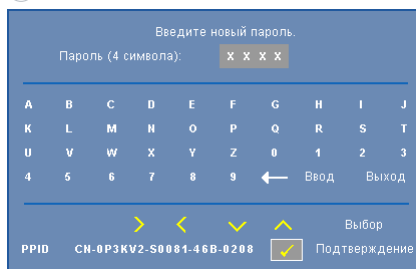 Введите новый пароль.
Пароль (4 символа): X X X X
A B C D E F G H I J
K L M N O P Q R S T
U V W X Y Z 0 1 2 3
4 5 6 7 8 9 ← Ввод Выход
> < ∨ ∧ Выбор
PPID CN-0P3KV2-S0081-46B-0208 ✓ Подтверждение